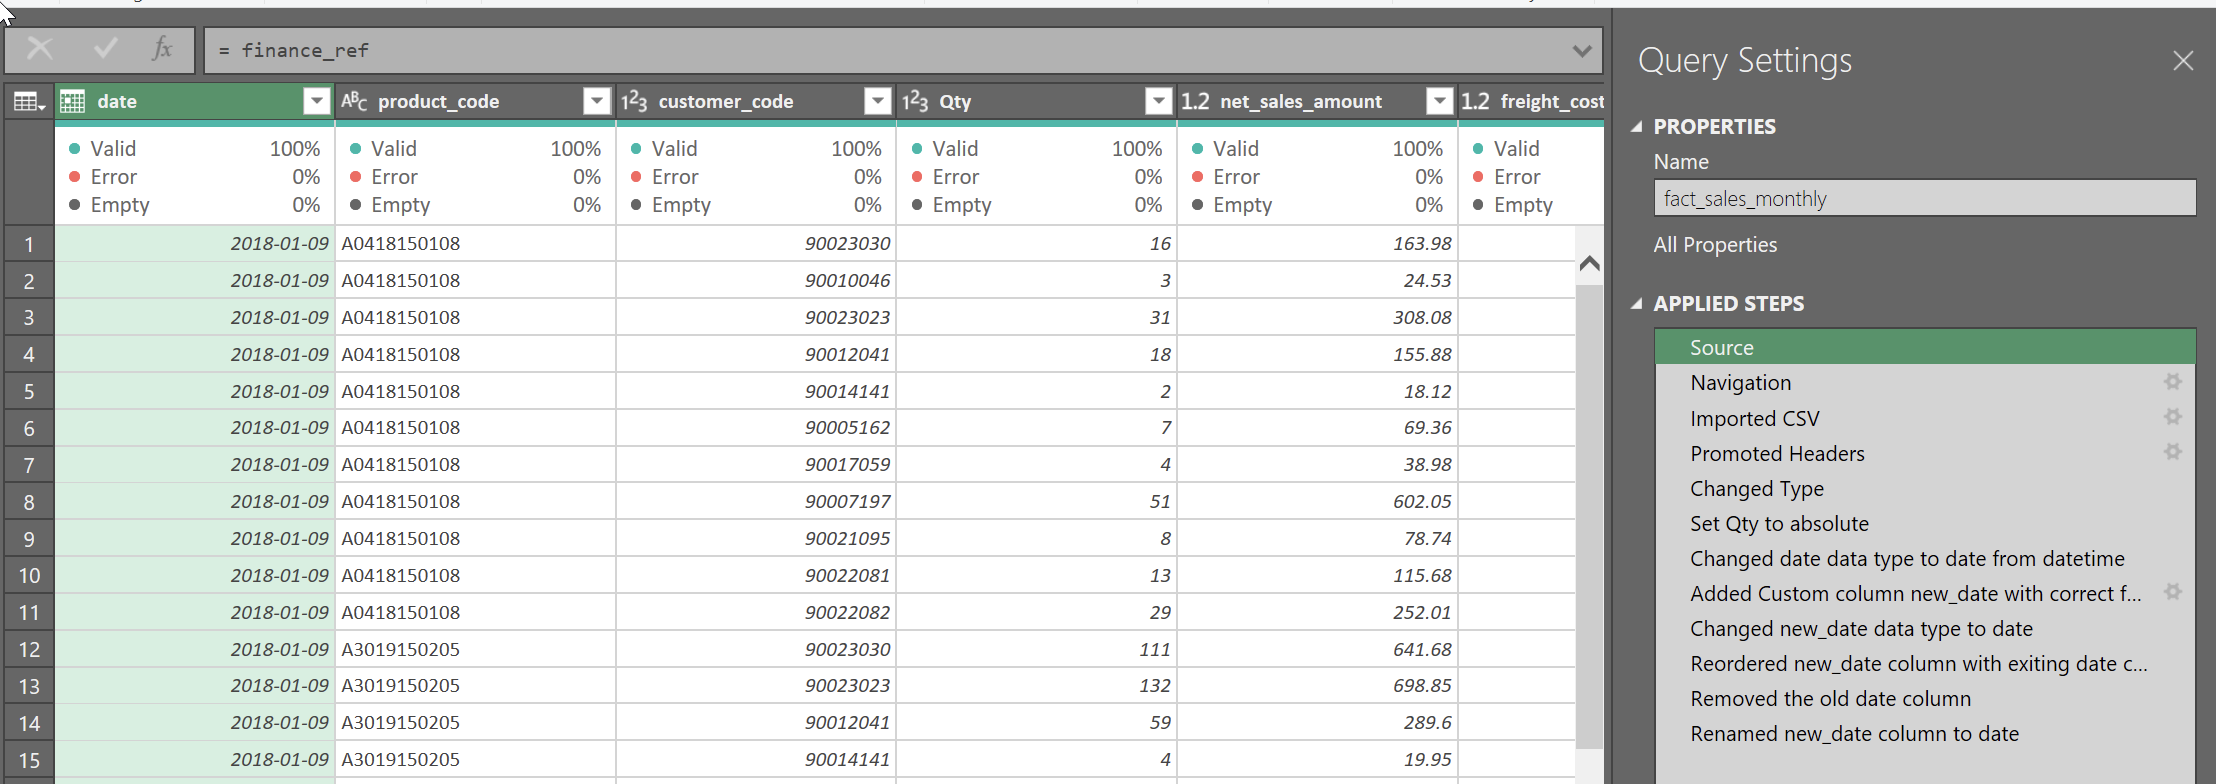 fx = finance_ref
date ABC product_code 123 customer_code 123 Qty 1.2 net_sales_amount 1.2 freight_cost
Valid 100% Valid 100% Valid 100% Valid 100% Valid 100% Valid
Error 0% Error 0% Error 0% Error 0% Error 0% Error
Empty 0% Empty 0% Empty 0% Empty 0% Empty 0% Empty
1 2018-01-09 A0418150108 90023030 16 163.98
2 2018-01-09 A0418150108 90010046 3 24.53
3 2018-01-09 A0418150108 90023023 31 308.08
4 2018-01-09 A0418150108 90012041 18 155.88
5 2018-01-09 A0418150108 90014141 2 18.12
6 2018-01-09 A0418150108 90005162 7 69.36
7 2018-01-09 A0418150108 90017059 4 38.98
8 2018-01-09 A0418150108 90007197 51 602.05
9 2018-01-09 A0418150108 90021095 8 78.74
10 2018-01-09 A0418150108 90022081 13 115.68
11 2018-01-09 A0418150108 90022082 29 252.01
12 2018-01-09 A3019150205 90023030 111 641.68
13 2018-01-09 A3019150205 90023023 132 698.85
14 2018-01-09 A3019150205 90012041 59 289.6
15 2018-01-09 A3019150205 90014141 4 19.95
Query Settings
PROPERTIES
Name
fact_sales_monthly
All Properties
APPLIED STEPS
Source
Navigation
Imported CSV
Promoted Headers
Changed Type
Set Qty to absolute
Changed date data type to date from datetime
Added Custom column new_date with correct f...
Changed new_date data type to date
Reordered new_date column with exiting date c...
Removed the old date column
Renamed new_date column to date